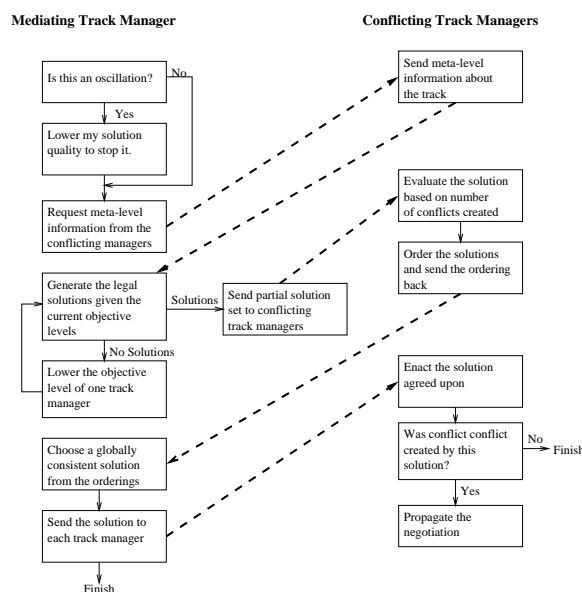 Mediating Track Manager
Conflicting Track Managers
Is this an oscillation?
No
Yes
Lower my solution
quality to stop it.
Request meta-level
information from the
conflicting managers
Send meta-level
information about
the track
Generate the legal
solutions given the
current objective
levels
Solutions
Send partial solution
set to conflicting
track managers
No Solutions
Lower the objective
level of one track
manager
Evaluate the solution
based on number
of conflicts created
Order the solutions
and send the ordering
back
Choose a globally
consistent solution
from the orderings
Send the solution to
each track manager
Finish
Enact the solution
agreed upon
Was conflict conflict
created by this
solution?
No
Finish
Yes
Propagate the
negotiation